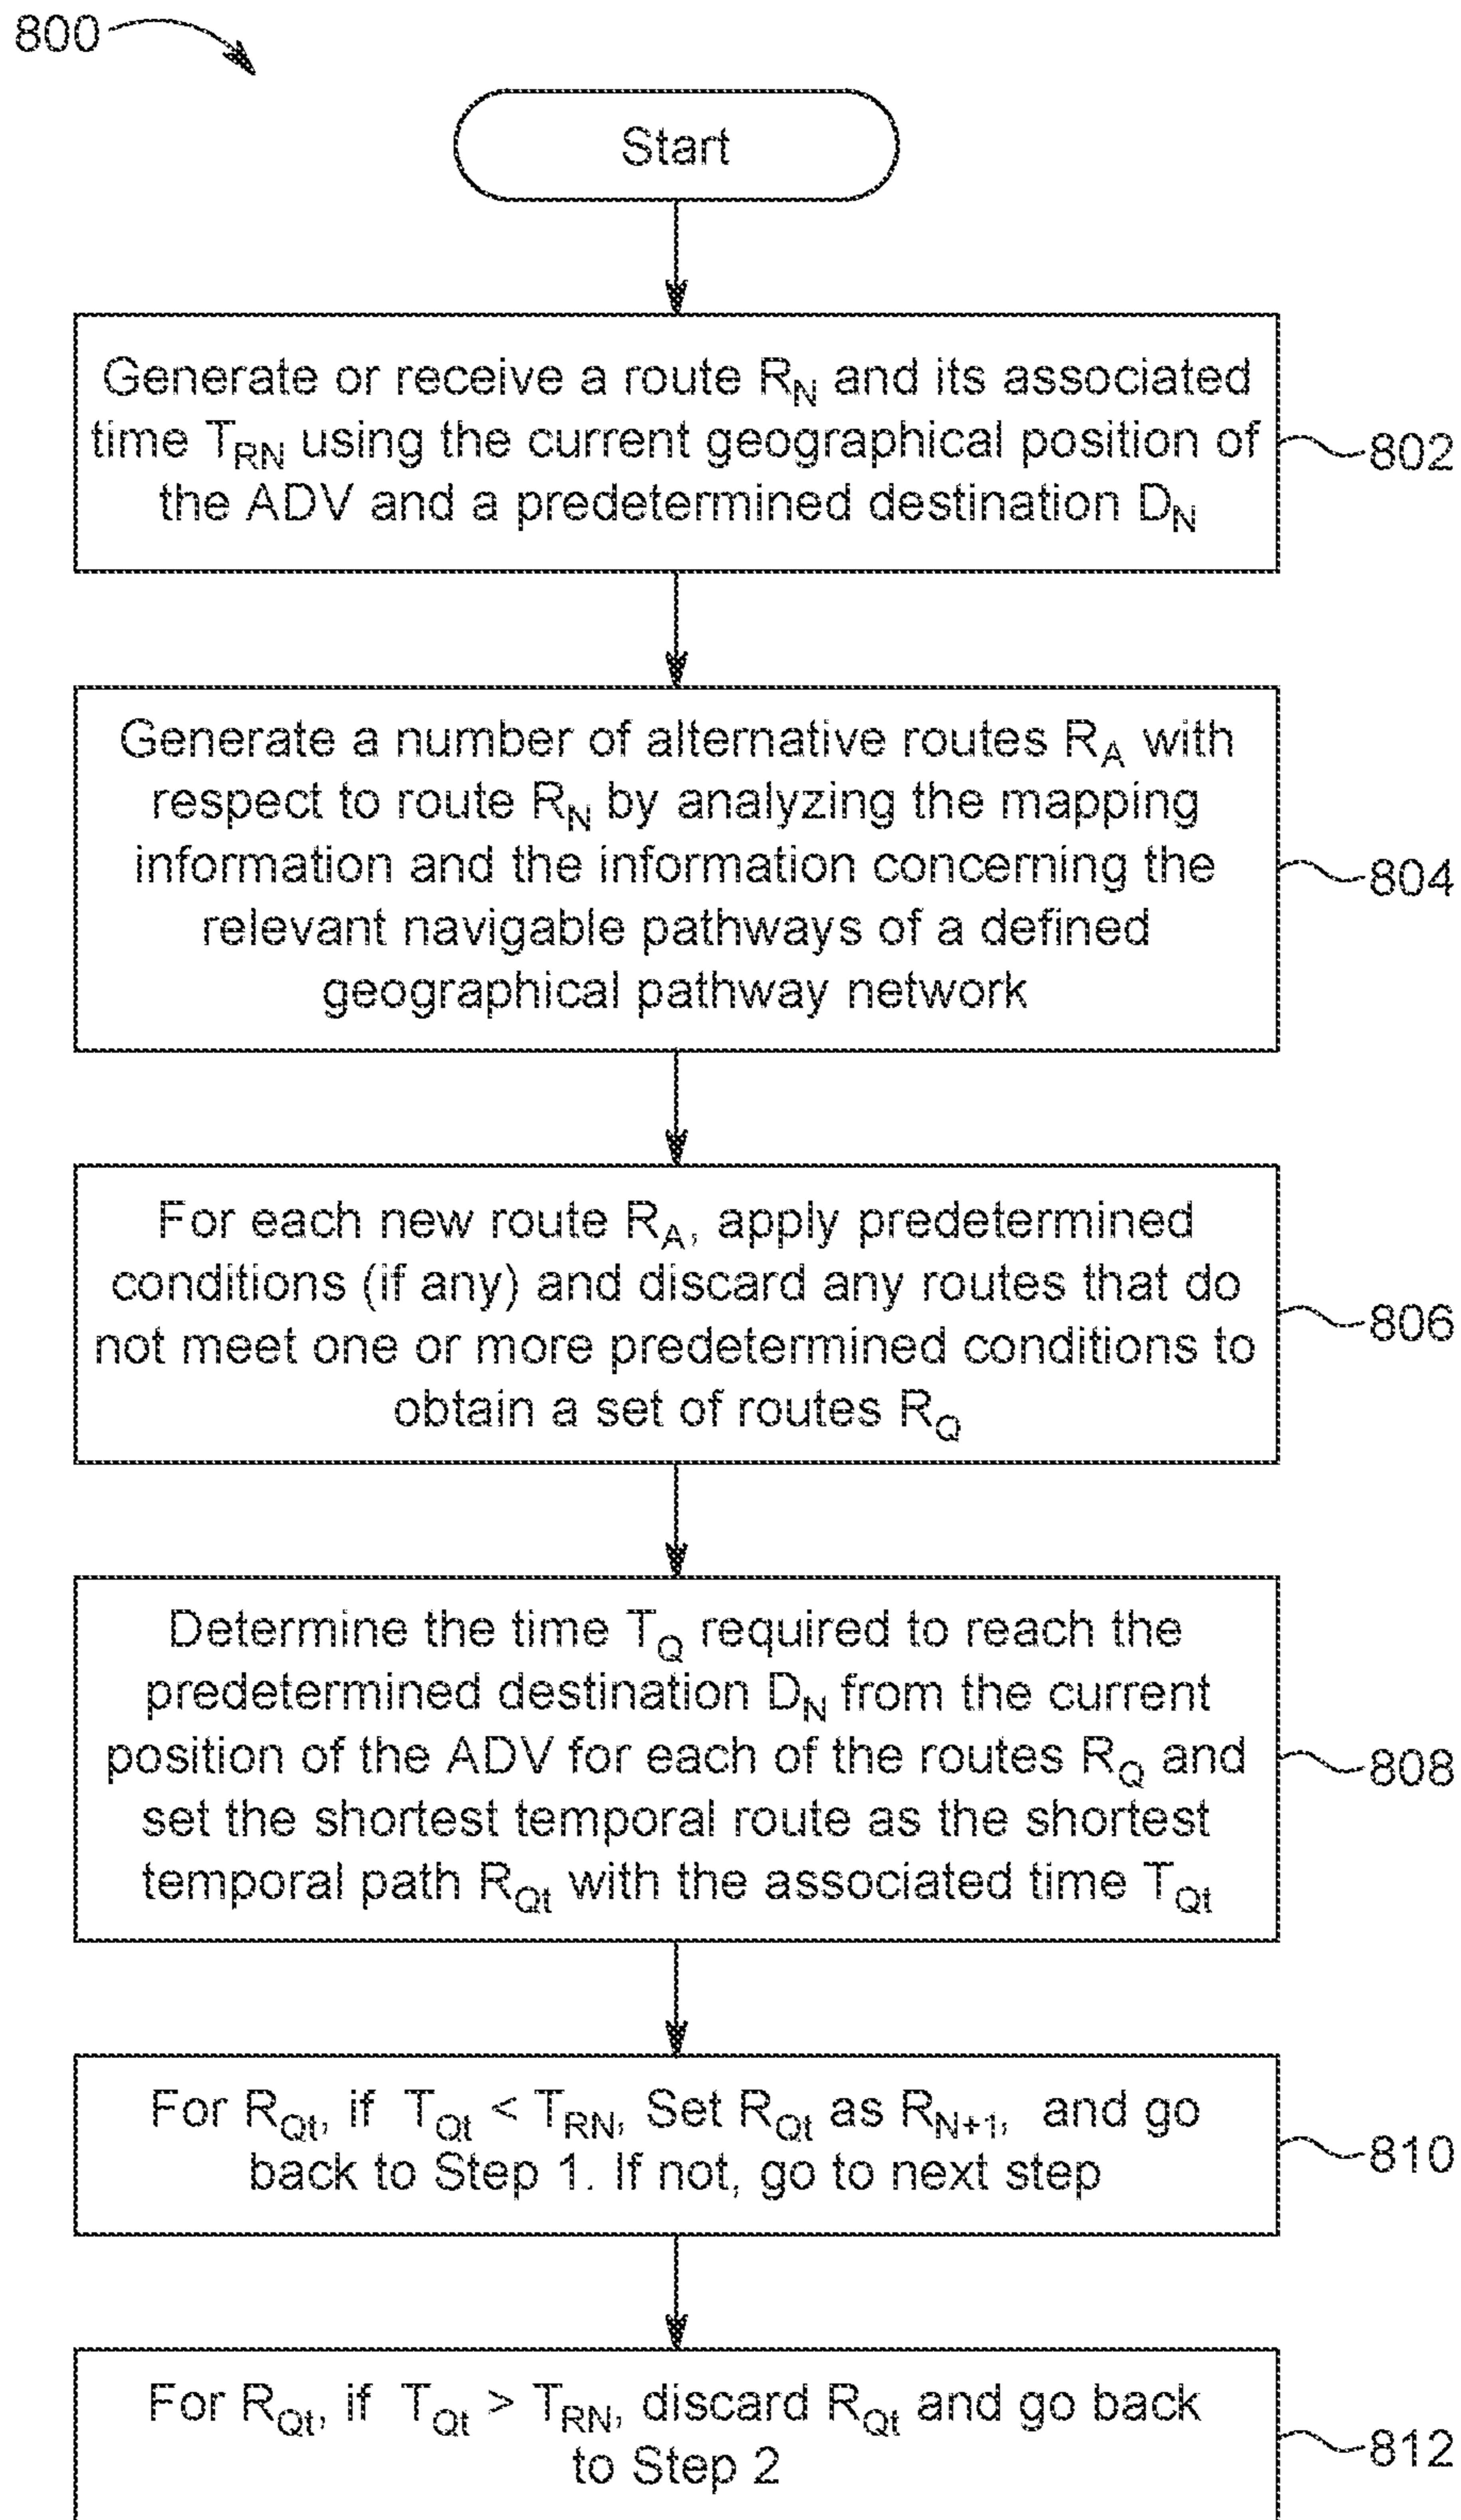 800
Start
Generate or receive a route R_N and its associated
time T_RN using the current geographical position of
the ADV and a predetermined destination D_N
802
Generate a number of alternative routes R_A with
respect to route R_N by analyzing the mapping
information and the information concerning the
relevant navigable pathways of a defined
geographical pathway network
804
For each new route R_A, apply predetermined
conditions (if any) and discard any routes that do
not meet one or more predetermined conditions to
obtain a set of routes R_Q
806
Determine the time T_Q required to reach the
predetermined destination D_N from the current
position of the ADV for each of the routes R_Q and
set the shortest temporal route as the shortest
temporal path R_Qt with the associated time T_Qt
808
For R_Qt, if T_Qt < T_RN, Set R_Qt as R_N+1, and go
back to Step 1. If not, go to next step
810
For R_Qt, if T_Qt > T_RN, discard R_Qt and go back
to Step 2
812